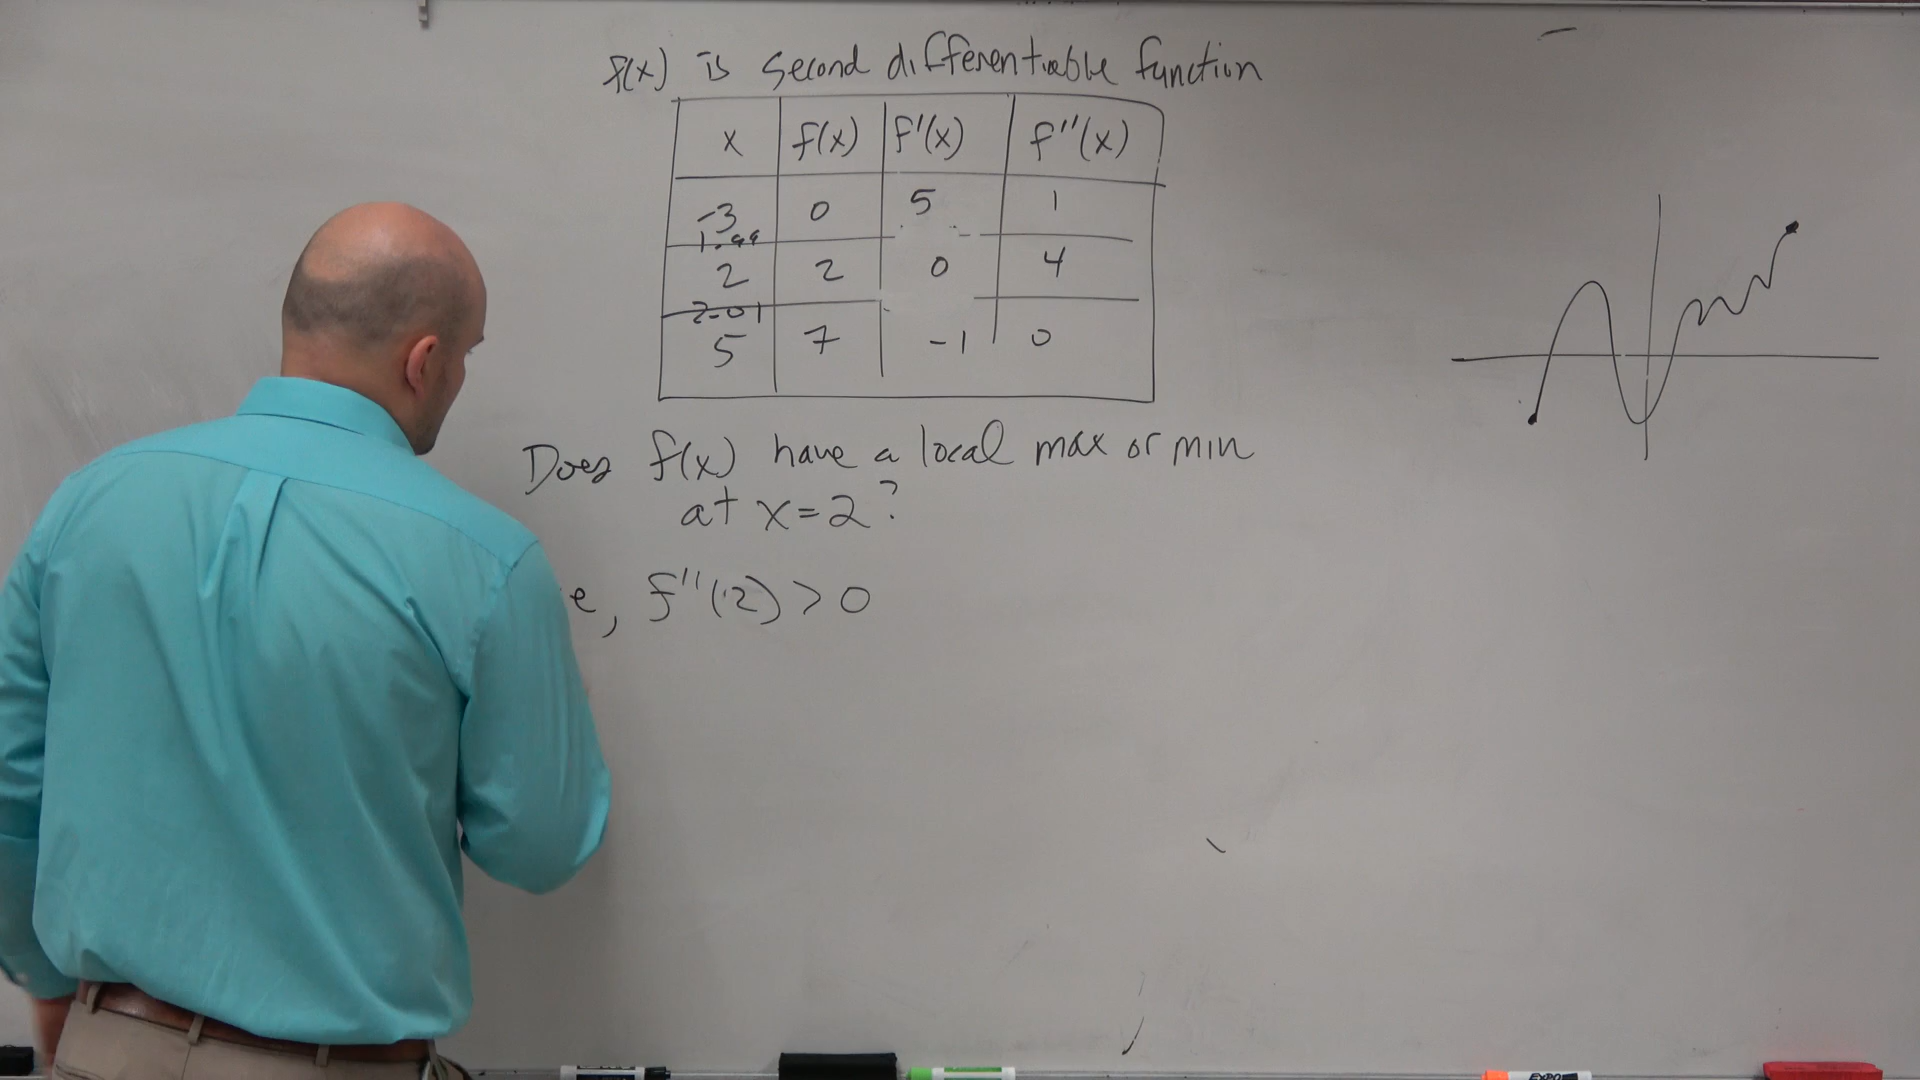 f(x) is second differentiable function
x f(x) f'(x) f''(x)
-3 0 5 1
1.99
2 2 0 4
2.01
5 7 -1 0
Does f(x) have a local max or min
at x=2?
e, f''(2) > 0
EXPO